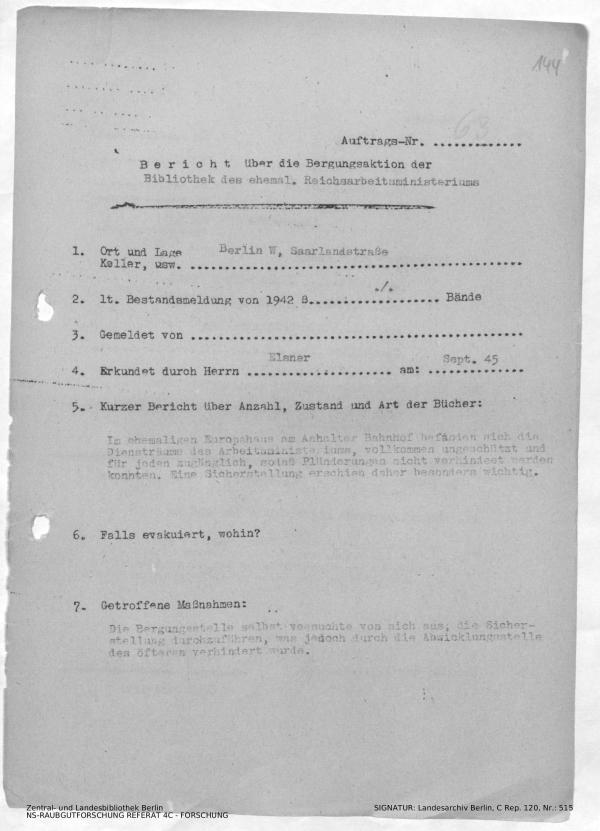 144
Auftrags-Nr. 63
B e r i c h t über die Bergungsaktion der
Bibliothek des ehemal. Reichsarbeitsministeriums
1. Ort und Lage Berlin W, Saarlandstraße
Keller, usw. ........................
2. lt. Bestandsmeldung von 1942 8 ./. Bände
3. Gemeldet von ........................
4. Erkundet durch Herrn Elsner am: Sept. 45
5. Kurzer Bericht über Anzahl, Zustand und Art der Bücher:
Im ehemaligen Europahaus am Anhalter Bahnhof befanden sich die
Diensträume des Arbeitsministeriums, vollkommen ungeschützt und
für jeden zugänglich, sodaß Plünderungen nicht verhindert werden
konnten. Eine Sicherstellung erschien daher besonders wichtig.
6. Falls evakuiert, wohin?
7. Getroffene Maßnahmen:
Die Bergungsstelle selbst versuchte von sich aus, die Sicher-
stellung durchzuführen, was jedoch durch die Abwicklungsstelle
des öfteren verhindert wurde.
Zentral- und Landesbibliothek Berlin
NS-RAUBGUTFORSCHUNG REFERAT 4C - FORSCHUNG
SIGNATUR: Landesarchiv Berlin, C Rep. 120, Nr.: 515